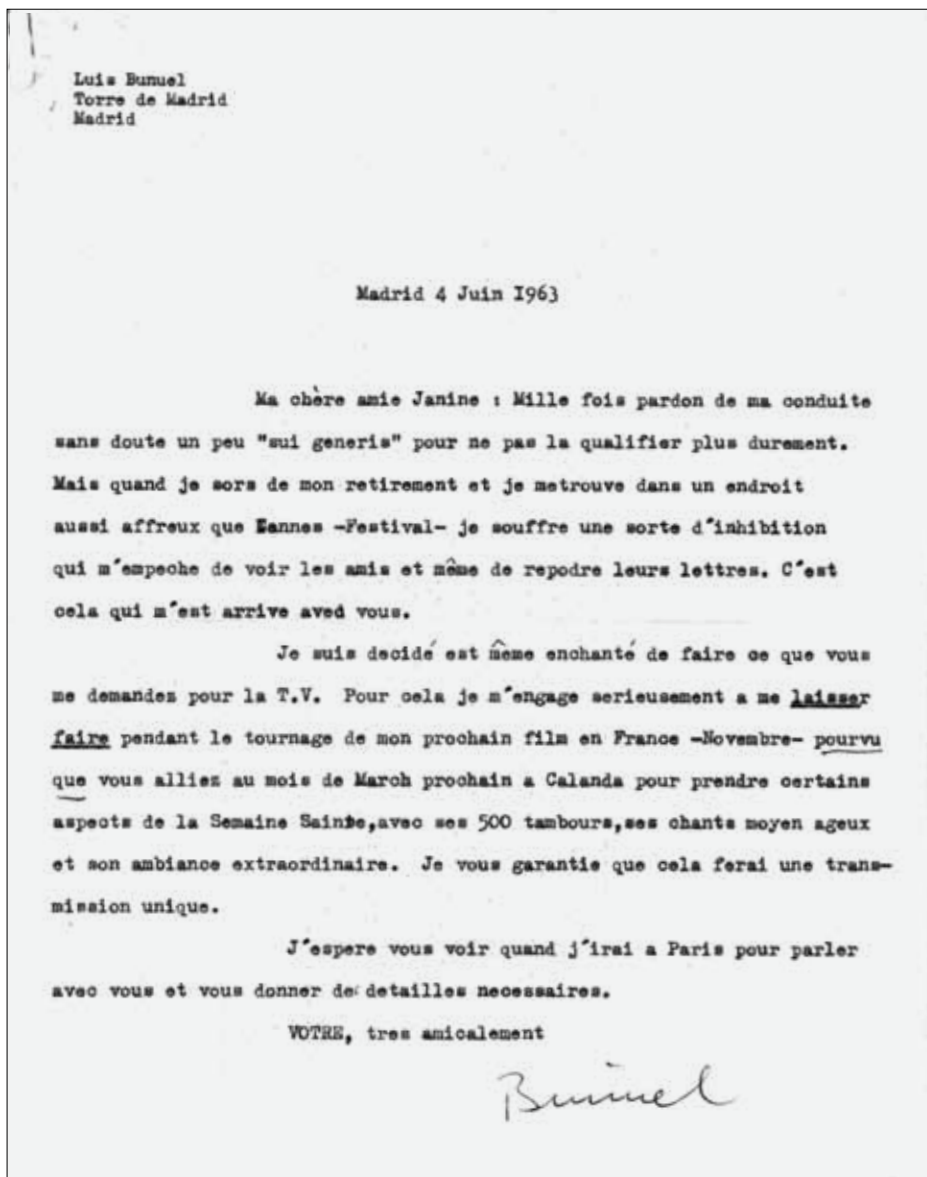 Luis Bunuel
Torre de Madrid
Madrid
Madrid 4 Juin I963
Ma chère amie Janine : Mille fois pardon de ma conduite
sans doute un peu "sui generis" pour ne pas la qualifier plus durement.
Mais quand je sors de mon retirement et je metrouve dans un endroit
aussi affreux que Cannes -Festival- je souffre une sorte d´inhibition
qui m´empeche de voir les amis et même de repodre leurs lettres. C´est
cela qui m´est arrive aved vous.
Je suis decidé est même enchanté de faire ce que vous
me demandez pour la T.V. Pour cela je m´engage serieusement a me laisser
faire pendant le tournage de mon prochain film en France -Novembre- pourvu
que vous alliez au mois de March prochain a Calanda pour prendre certains
aspects de la Semaine Sainte,avec ses 500 tambours,ses chants moyen ageux
et son ambiance extraordinaire. Je vous garantie que cela ferai une trans-
mission unique.
J´espere vous voir quand j´irai a Paris pour parler
avec vous et vous donner de detailles necessaires.
VOTRE, tres amicalement
Bunuel